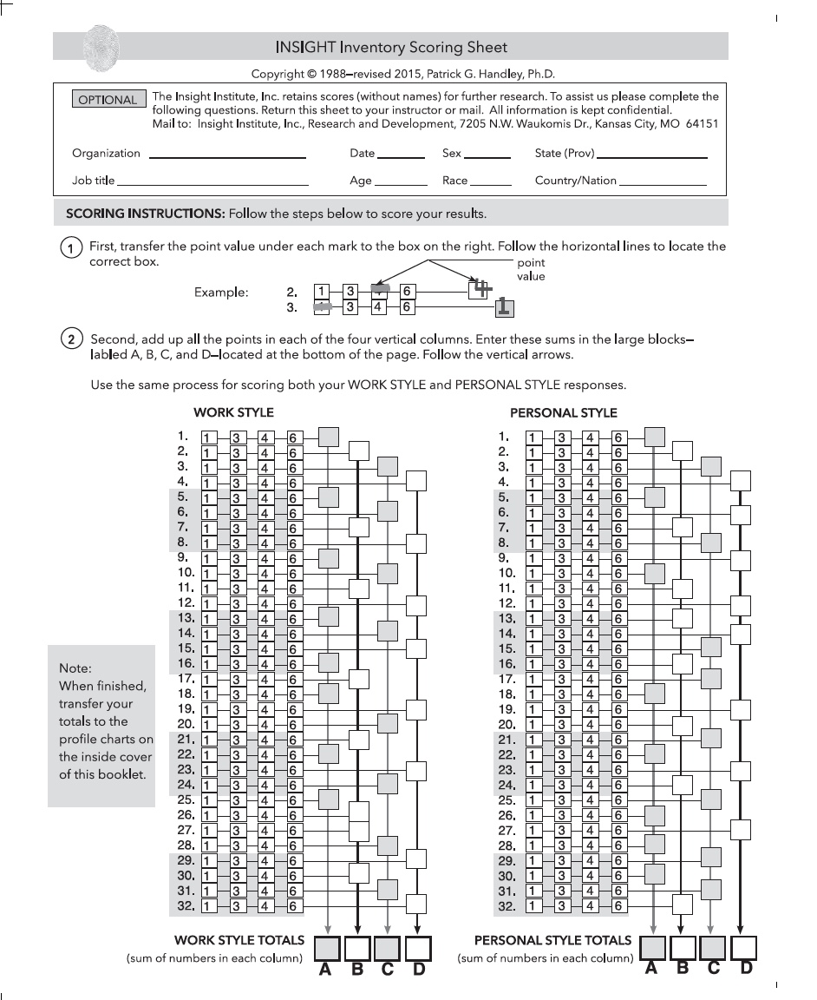 INSIGHT Inventory Scoring Sheet
Copyright © 1988–revised 2015, Patrick G. Handley, Ph.D.
OPTIONAL
The Insight Institute, Inc. retains scores (without names) for further research. To assist us please complete the
following questions. Return this sheet to your instructor or mail. All information is kept confidential.
Mail to: Insight Institute, Inc., Research and Development, 7205 N.W. Waukomis Dr., Kansas City, MO 64151
Organization Date Sex State (Prov)
Job title Age Race Country/Nation
SCORING INSTRUCTIONS: Follow the steps below to score your results.
1 First, transfer the point value under each mark to the box on the right. Follow the horizontal lines to locate the
correct box.
point
value
Example: 2. 1 3 4 6 4
3. 1 3 4 6 1
2 Second, add up all the points in each of the four vertical columns. Enter these sums in the large blocks–
labled A, B, C, and D–located at the bottom of the page. Follow the vertical arrows.
Use the same process for scoring both your WORK STYLE and PERSONAL STYLE responses.
WORK STYLE
1. 1 3 4 6
2. 1 3 4 6
3. 1 3 4 6
4. 1 3 4 6
5. 1 3 4 6
6. 1 3 4 6
7. 1 3 4 6
8. 1 3 4 6
9. 1 3 4 6
10. 1 3 4 6
11. 1 3 4 6
12. 1 3 4 6
13. 1 3 4 6
14. 1 3 4 6
15. 1 3 4 6
16. 1 3 4 6
17. 1 3 4 6
18. 1 3 4 6
19. 1 3 4 6
20. 1 3 4 6
21. 1 3 4 6
22. 1 3 4 6
23. 1 3 4 6
24. 1 3 4 6
25. 1 3 4 6
26. 1 3 4 6
27. 1 3 4 6
28. 1 3 4 6
29. 1 3 4 6
30. 1 3 4 6
31. 1 3 4 6
32. 1 3 4 6
WORK STYLE TOTALS
(sum of numbers in each column)
A B C D
PERSONAL STYLE
1. 1 3 4 6
2. 1 3 4 6
3. 1 3 4 6
4. 1 3 4 6
5. 1 3 4 6
6. 1 3 4 6
7. 1 3 4 6
8. 1 3 4 6
9. 1 3 4 6
10. 1 3 4 6
11. 1 3 4 6
12. 1 3 4 6
13. 1 3 4 6
14. 1 3 4 6
15. 1 3 4 6
16. 1 3 4 6
17. 1 3 4 6
18. 1 3 4 6
19. 1 3 4 6
20. 1 3 4 6
21. 1 3 4 6
22. 1 3 4 6
23. 1 3 4 6
24. 1 3 4 6
25. 1 3 4 6
26. 1 3 4 6
27. 1 3 4 6
28. 1 3 4 6
29. 1 3 4 6
30. 1 3 4 6
31. 1 3 4 6
32. 1 3 4 6
PERSONAL STYLE TOTALS
(sum of numbers in each column)
A B C D
Note:
When finished,
transfer your
totals to the
profile charts on
the inside cover
of this booklet.